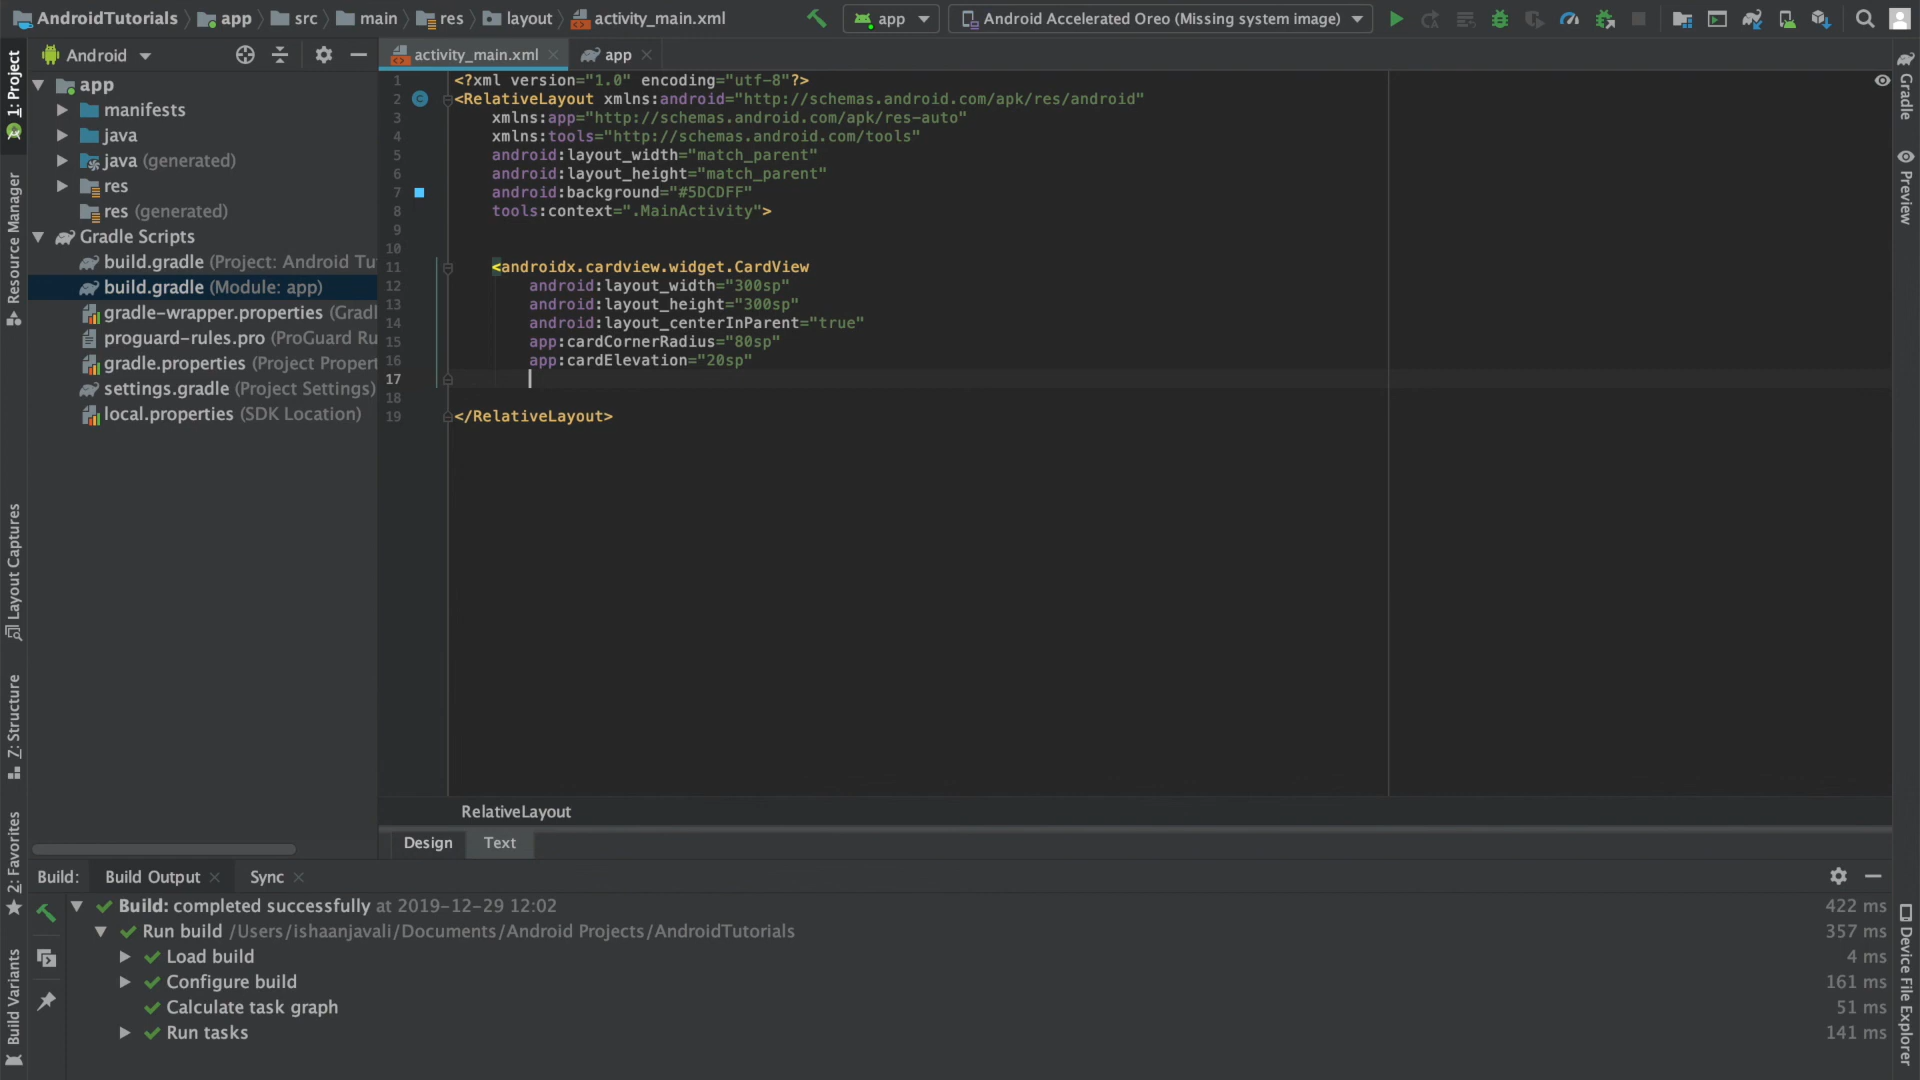 AndroidTutorials app src main res layout activity_main.xml app Android Accelerated Oreo (Missing system image)
1: Project
Resource Manager
Layout Captures
Z: Structure
2: Favorites
Build Variants
Android
app
manifests
java
java (generated)
res
res (generated)
Gradle Scripts
build.gradle (Project: Android Tu
build.gradle (Module: app)
gradle-wrapper.properties (Grad
proguard-rules.pro (ProGuard Ru
gradle.properties (Project Propert
settings.gradle (Project Settings)
local.properties (SDK Location)
activity_main.xml app
1 <?xml version="1.0" encoding="utf-8"?>
2 <RelativeLayout xmlns:android="http://schemas.android.com/apk/res/android"
3 xmlns:app="http://schemas.android.com/apk/res-auto"
4 xmlns:tools="http://schemas.android.com/tools"
5 android:layout_width="match_parent"
6 android:layout_height="match_parent"
7 android:background="#5DCDFF"
8 tools:context=".MainActivity">
9
10
11 <androidx.cardview.widget.CardView
12 android:layout_width="300sp"
13 android:layout_height="300sp"
14 android:layout_centerInParent="true"
15 app:cardCornerRadius="80sp"
16 app:cardElevation="20sp"
17
18
19 </RelativeLayout>
RelativeLayout
Design Text
Gradle
Preview
Device File Explorer
Build: Build Output Sync
Build: completed successfully at 2019-12-29 12:02 422 ms
Run build /Users/ishaanjavali/Documents/Android Projects/AndroidTutorials 357 ms
Load build 4 ms
Configure build 161 ms
Calculate task graph 51 ms
Run tasks 141 ms